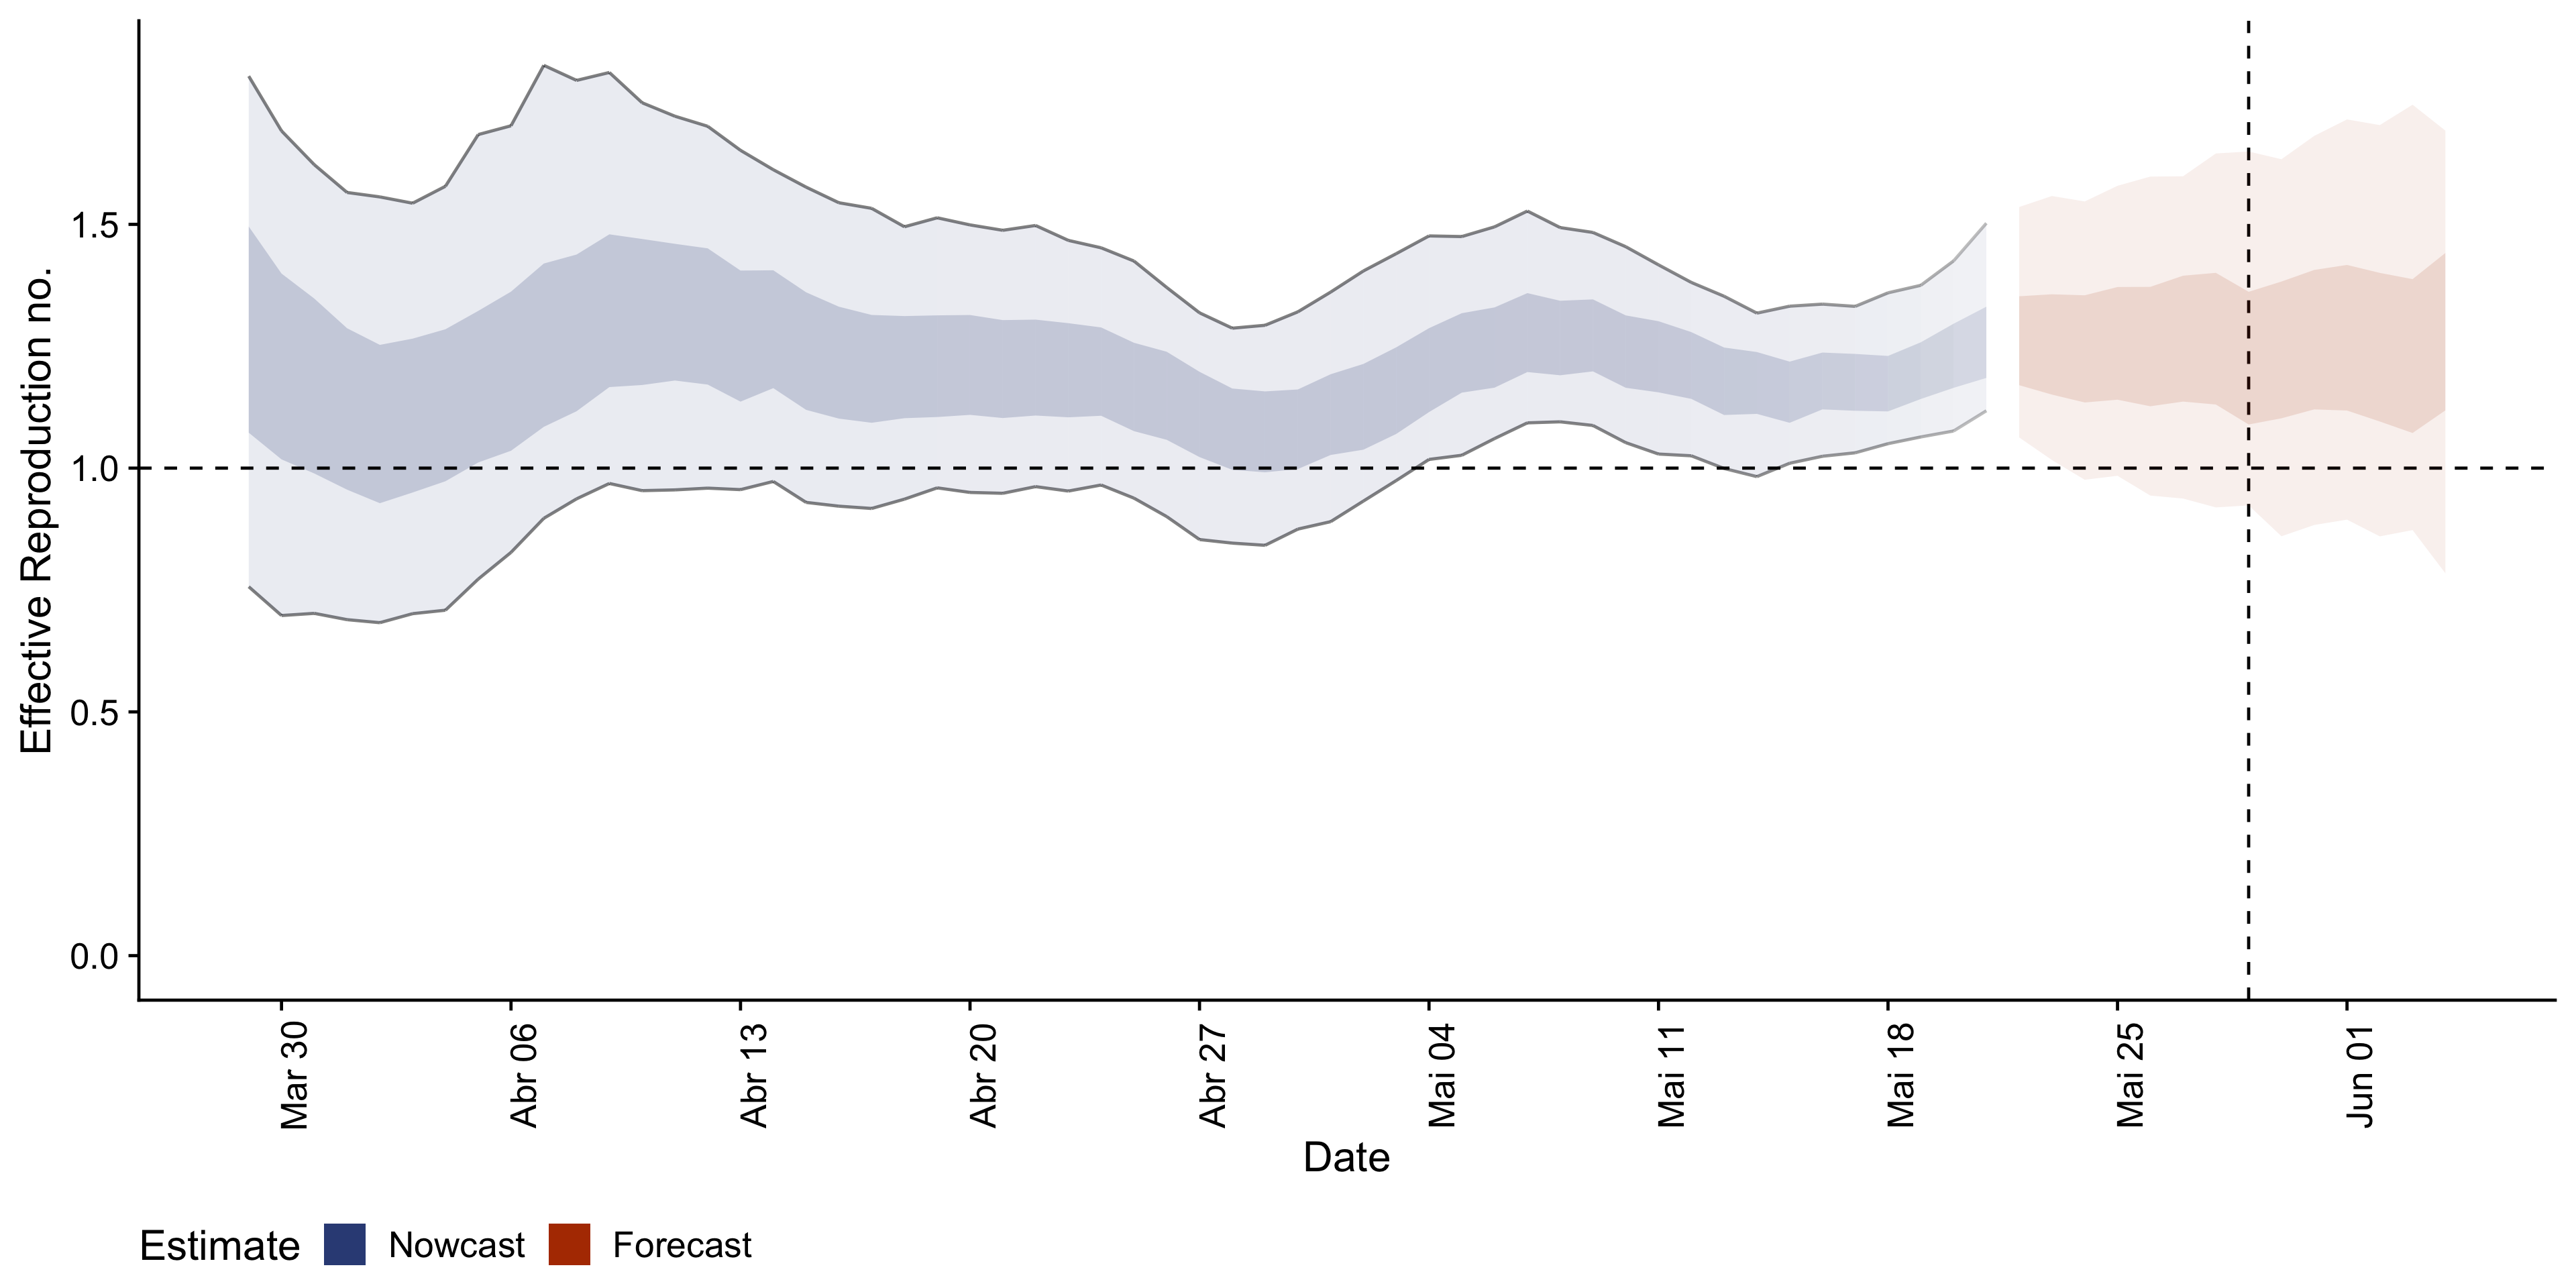 Effective Reproduction no.
1.5
1.0
0.5
0.0
Mar 30
Abr 06
Abr 13
Abr 20
Abr 27
Mai 04
Mai 11
Mai 18
Mai 25
Jun 01
Date
Estimate Nowcast Forecast